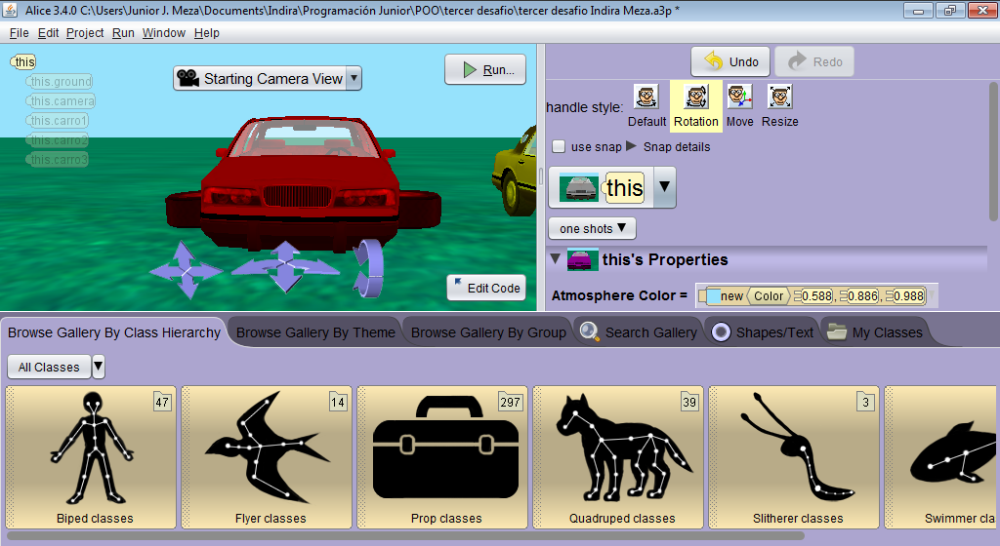 Alice 3.4.0 C:\Users\Junior J. Meza\Documents\Indira\Programación Junior\POO\tercer desafio\tercer desafio Indira Meza.a3p *
File Edit Project Run Window Help
this
this.ground
this.camera
this.carro1
this.carro2
this.carro3
Starting Camera View
Run...
Edit Code
Undo
Redo
handle style:
Default
Rotation
Move
Resize
use snap
Snap details
this
one shots
this's Properties
Atmosphere Color = new Color 0.588, 0.886, 0.988
Browse Gallery By Class Hierarchy
Browse Gallery By Theme
Browse Gallery By Group
Search Gallery
Shapes/Text
My Classes
All Classes
47
Biped classes
14
Flyer classes
297
Prop classes
39
Quadruped classes
3
Slitherer classes
Swimmer cla